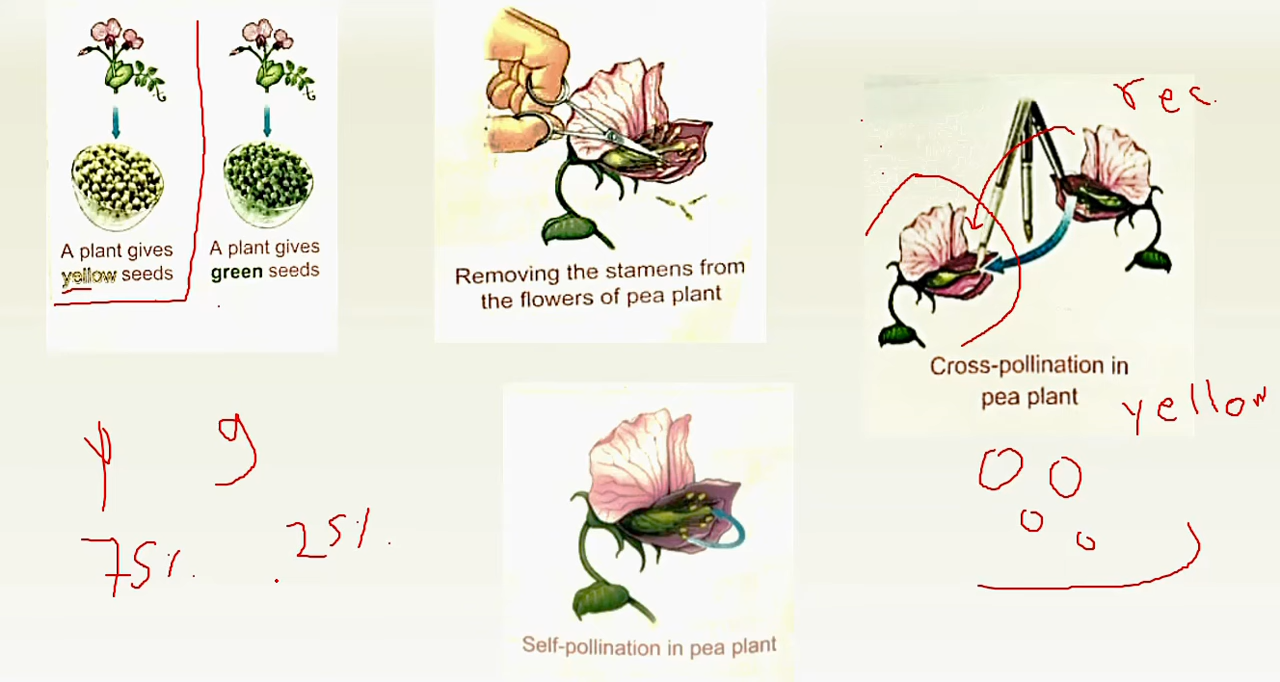 A plant gives
yellow seeds
A plant gives
green seeds
Removing the stamens from
the flowers of pea plant
rec.
Cross-pollination in
pea plant
yellow
y g
75%. 25%.
Self-pollination in pea plant